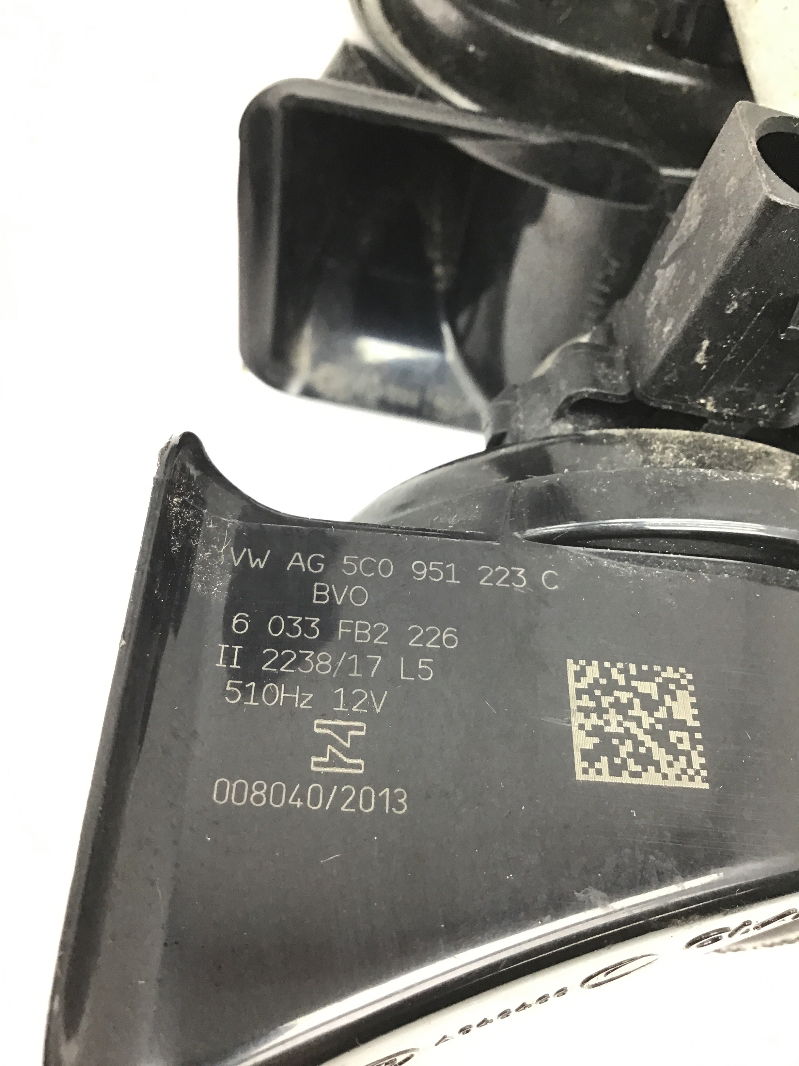 VW AG 5C0 951 223 C
BVO
6 033 FB2 226
II 2238/17 L5
510Hz 12V
008040/2013